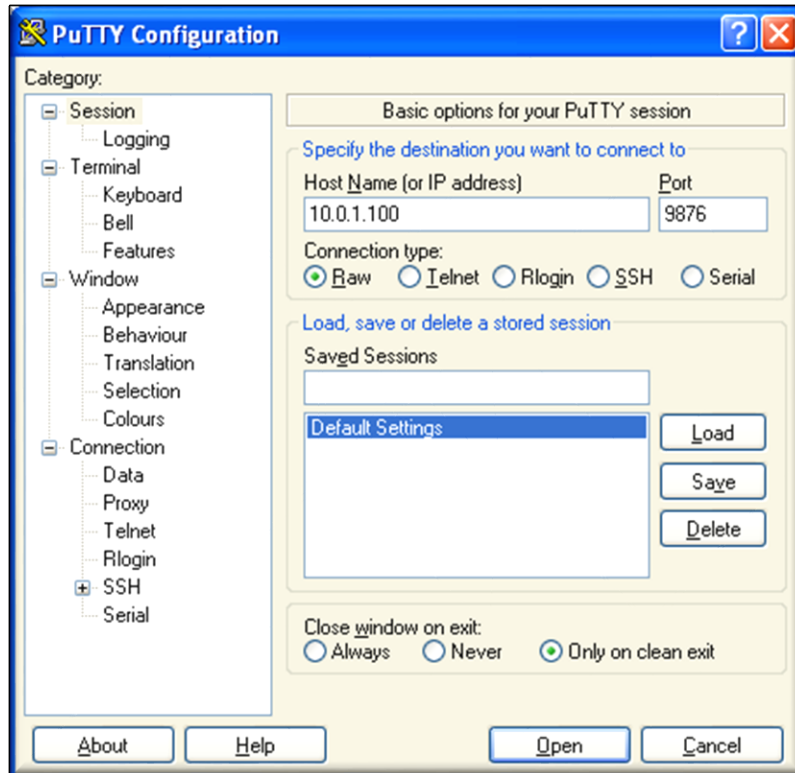 PuTTY Configuration
Category:
Session
Logging
Terminal
Keyboard
Bell
Features
Window
Appearance
Behaviour
Translation
Selection
Colours
Connection
Data
Proxy
Telnet
Rlogin
SSH
Serial
Basic options for your PuTTY session
Specify the destination you want to connect to
Host Name (or IP address) Port
10.0.1.100 9876
Connection type:
Raw Telnet Rlogin SSH Serial
Load, save or delete a stored session
Saved Sessions
Default Settings
Load
Save
Delete
Close window on exit:
Always Never Only on clean exit
About Help Open Cancel